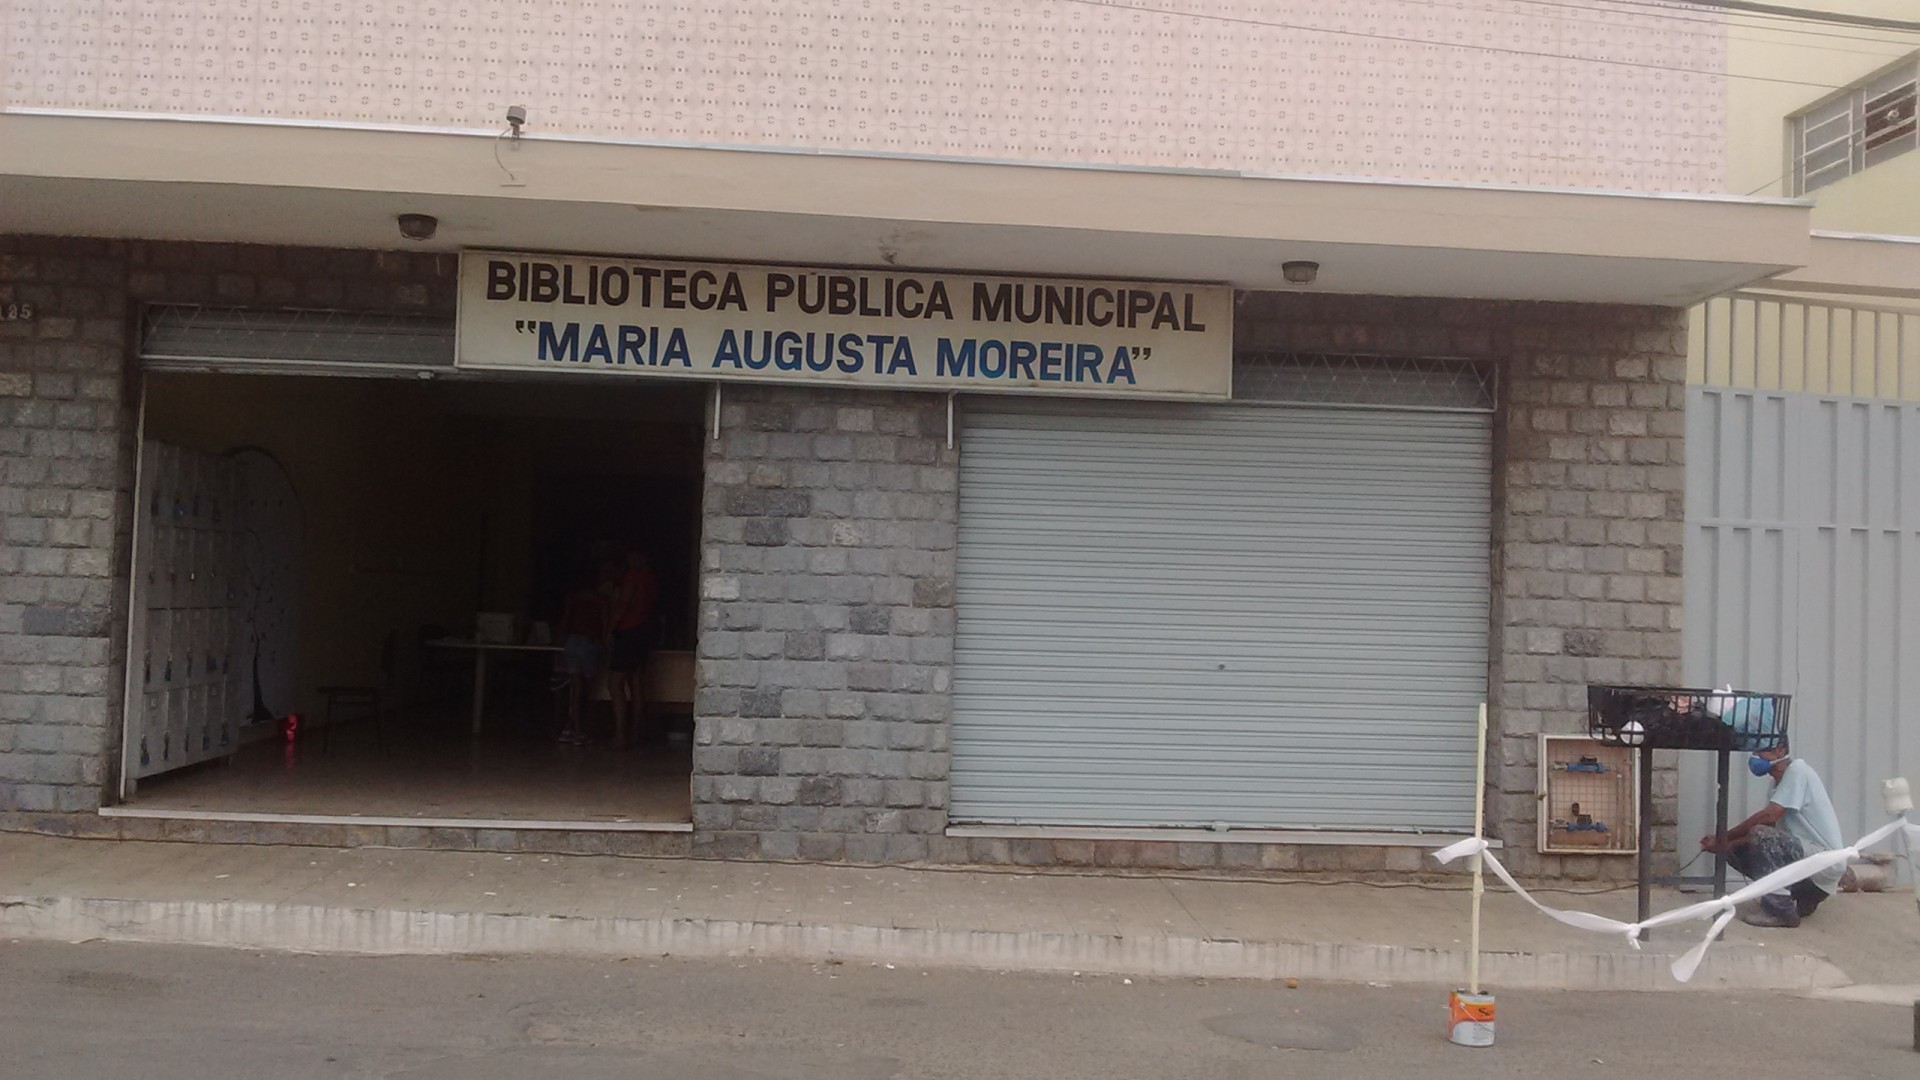 BIBLIOTECA PÚBLICA MUNICIPAL
"MARIA AUGUSTA MOREIRA"